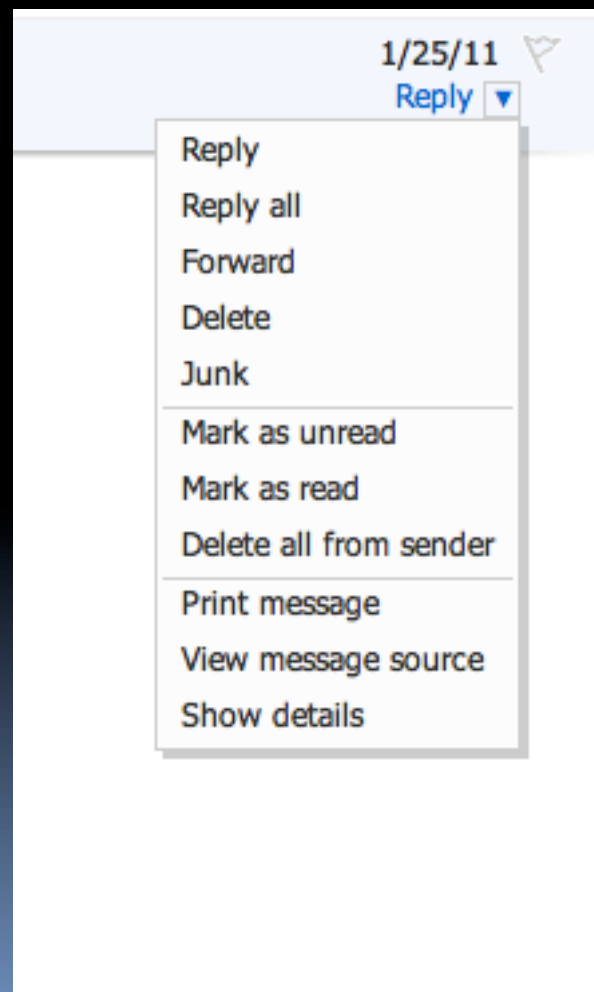 1/25/11
Reply
Reply
Reply all
Forward
Delete
Junk
Mark as unread
Mark as read
Delete all from sender
Print message
View message source
Show details